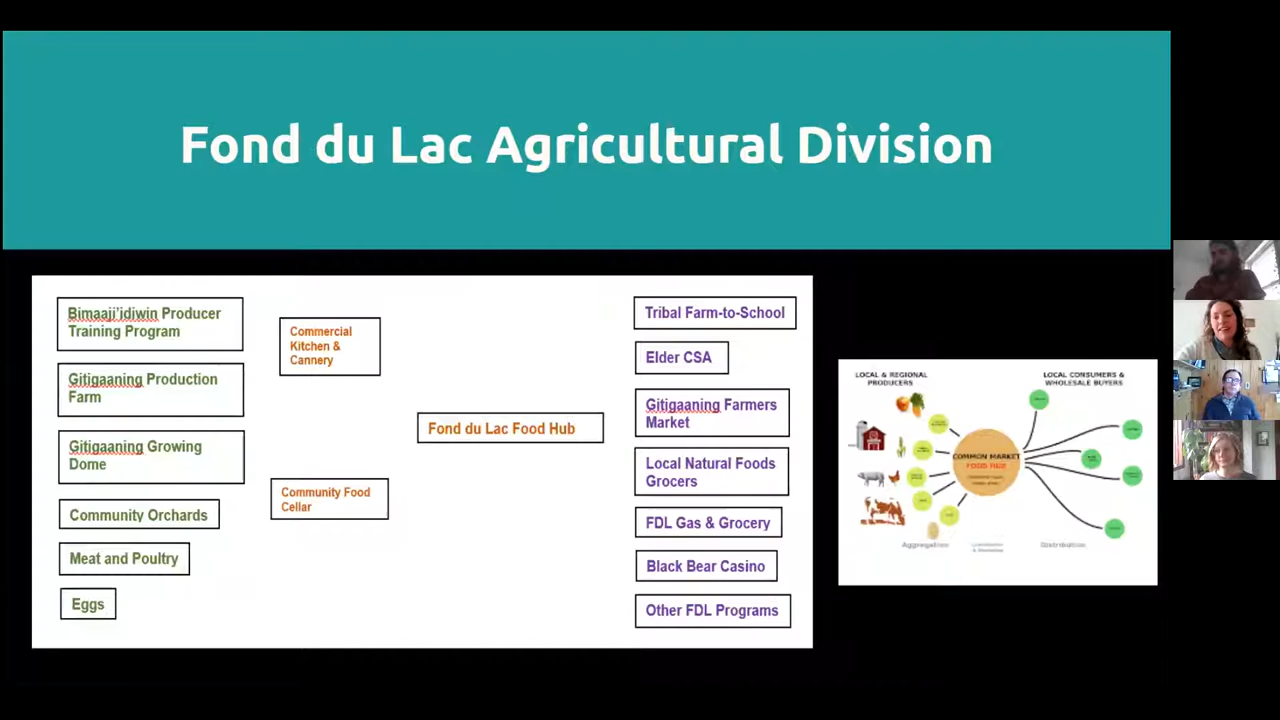 Fond du Lac Agricultural Division
Bimaaji'idiwin Producer
Training Program
Gitigaaning Production
Farm
Gitigaaning Growing
Dome
Community Orchards
Meat and Poultry
Eggs
Commercial
Kitchen &
Cannery
Community Food
Cellar
Fond du Lac Food Hub
Tribal Farm-to-School
Elder CSA
Gitigaaning Farmers
Market
Local Natural Foods
Grocers
FDL Gas & Grocery
Black Bear Casino
Other FDL Programs
LOCAL & REGIONAL
PRODUCERS
LOCAL CONSUMERS &
WHOLESALE BUYERS
COMMON MARKET
FOOD HUB
Aggregation
Distribution